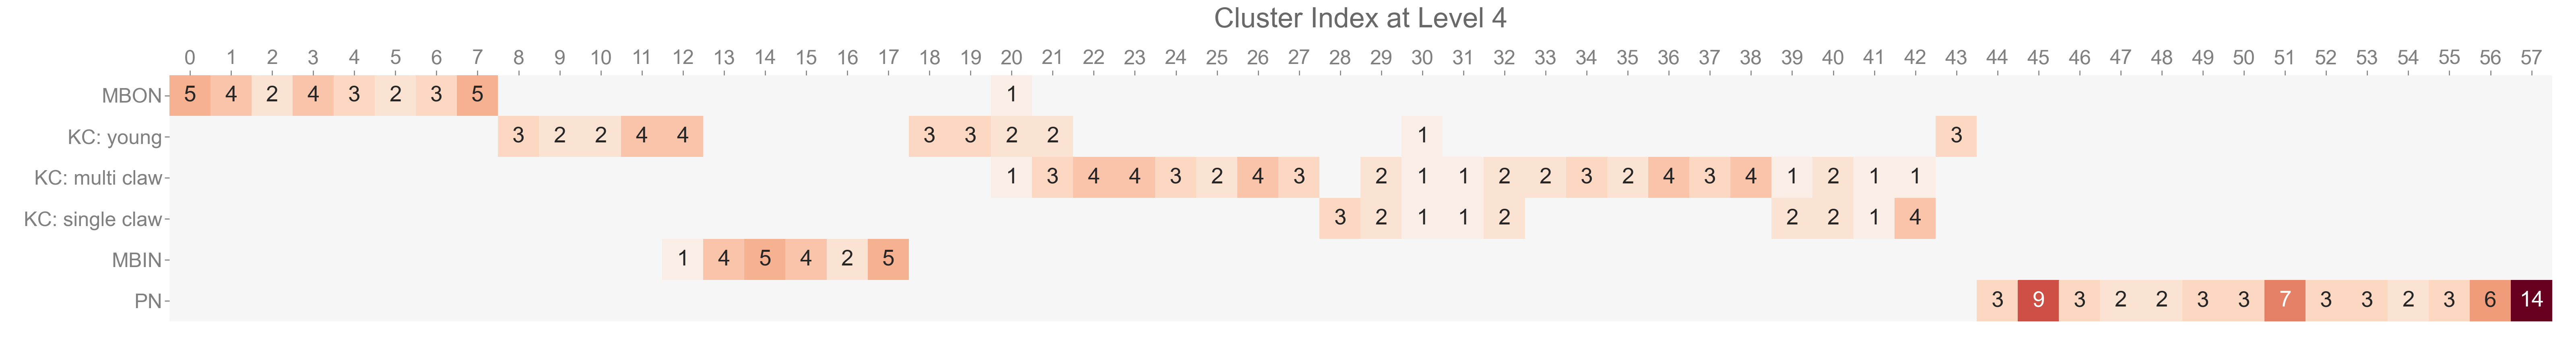 Cluster Index at Level 4
0 1 2 3 4 5 6 7 8 9 10 11 12 13 14 15 16 17 18 19 20 21 22 23 24 25 26 27 28 29 30 31 32 33 34 35 36 37 38 39 40 41 42 43 44 45 46 47 48 49 50 51 52 53 54 55 56 57
MBON 5 4 2 4 3 2 3 5 1
KC: young 3 2 2 4 4 3 3 2 2 1 3
KC: multi claw 1 3 4 4 3 2 4 3 2 1 1 2 2 3 2 4 3 4 1 2 1 1
KC: single claw 3 2 1 1 2 2 2 1 4
MBIN 1 4 5 4 2 5
PN 3 9 3 2 2 3 3 7 3 3 2 3 6 14